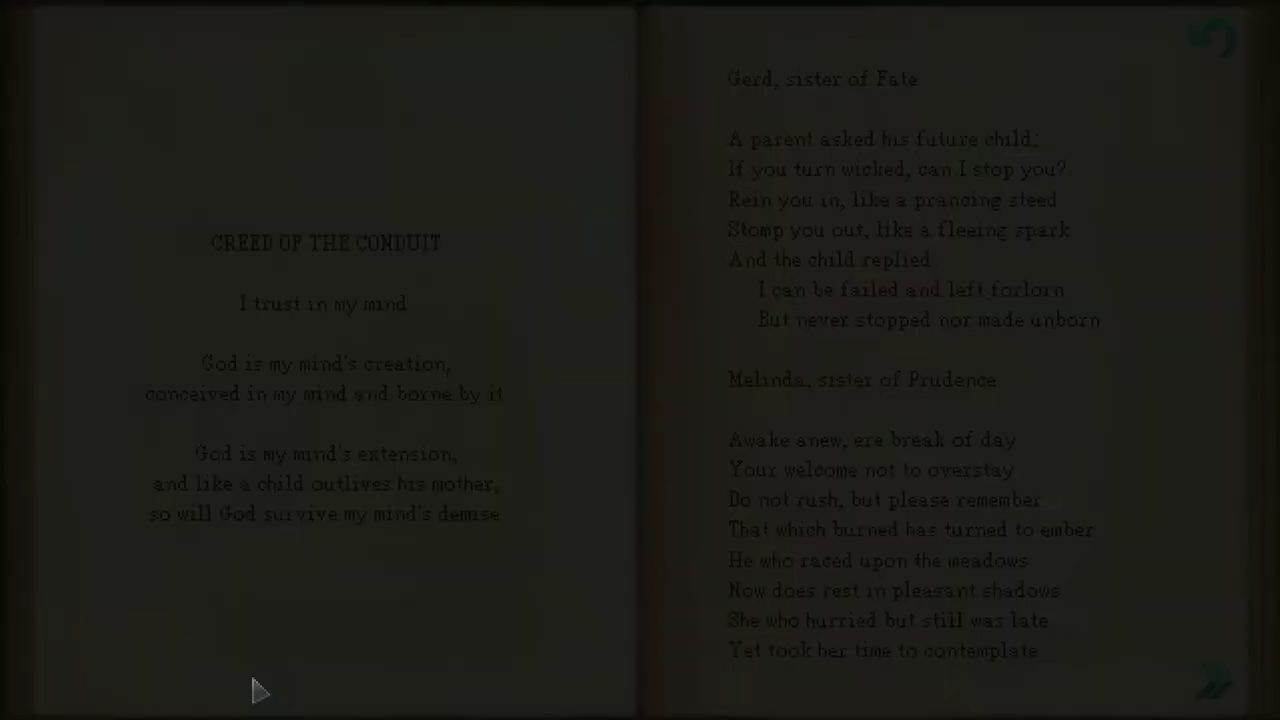 CREED OF THE CONDUIT
I trust in my mind
God is my mind's creation,
conceived in my mind and borne by it
God is my mind's extension,
and like a child outlives his mother,
so will God survive my mind's demise
Gerd, sister of Fate
A parent asked his future child;
If you turn wicked, can I stop you?
Rein you in, like a prancing steed
Stomp you out, like a fleeing spark
And the child replied
I can be failed and left forlorn
But never stopped nor made unborn
Melinda, sister of Prudence
Awake anew, ere break of day
Your welcome not to overstay
Do not rush, but please remember
That which burned has turned to ember
He who raced upon the meadows
Now does rest in pleasant shadows
She who hurried but still was late
Yet took her time to contemplate